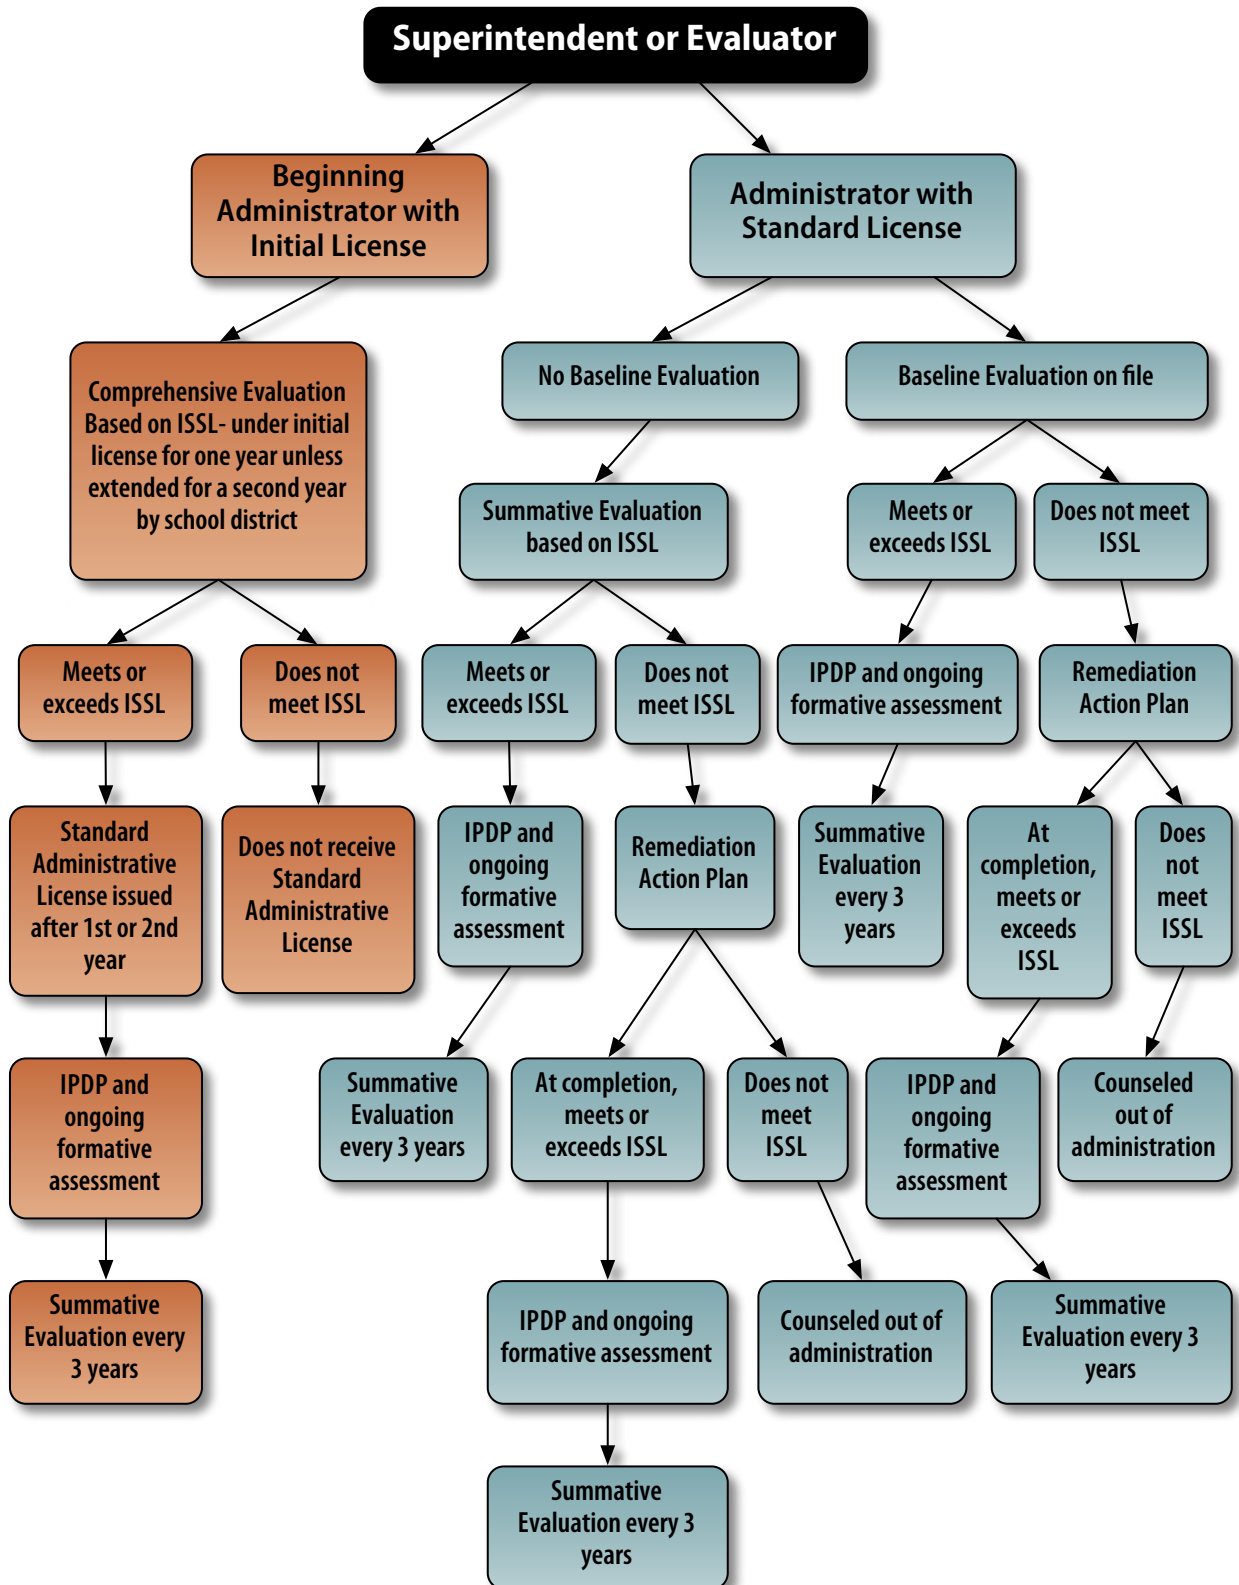 Superintendent or Evaluator
Beginning
Administrator with
Initial License
Administrator with
Standard License
Comprehensive Evaluation
Based on ISSL- under initial
license for one year unless
extended for a second year
by school district
No Baseline Evaluation
Baseline Evaluation on file
Summative Evaluation
based on ISSL
Meets or
exceeds ISSL
Does not meet
ISSL
Meets or
exceeds ISSL
Does not
meet ISSL
Meets or
exceeds ISSL
Does not
meet ISSL
IPDP and ongoing
formative assessment
Remediation
Action Plan
Standard
Administrative
License issued
after 1st or 2nd
year
Does not receive
Standard
Administrative
License
IPDP and
ongoing
formative
assessment
Remediation
Action Plan
Summative
Evaluation
every 3
years
At
completion,
meets or
exceeds
ISSL
Does
not
meet
ISSL
IPDP and
ongoing
formative
assessment
Summative
Evaluation
every 3 years
At completion,
meets or
exceeds ISSL
Does not
meet
ISSL
IPDP and
ongoing
formative
assessment
Counseled
out of
administration
Summative
Evaluation every
3 years
IPDP and ongoing
formative assessment
Counseled out of
administration
Summative
Evaluation every 3
years
Summative
Evaluation every 3
years